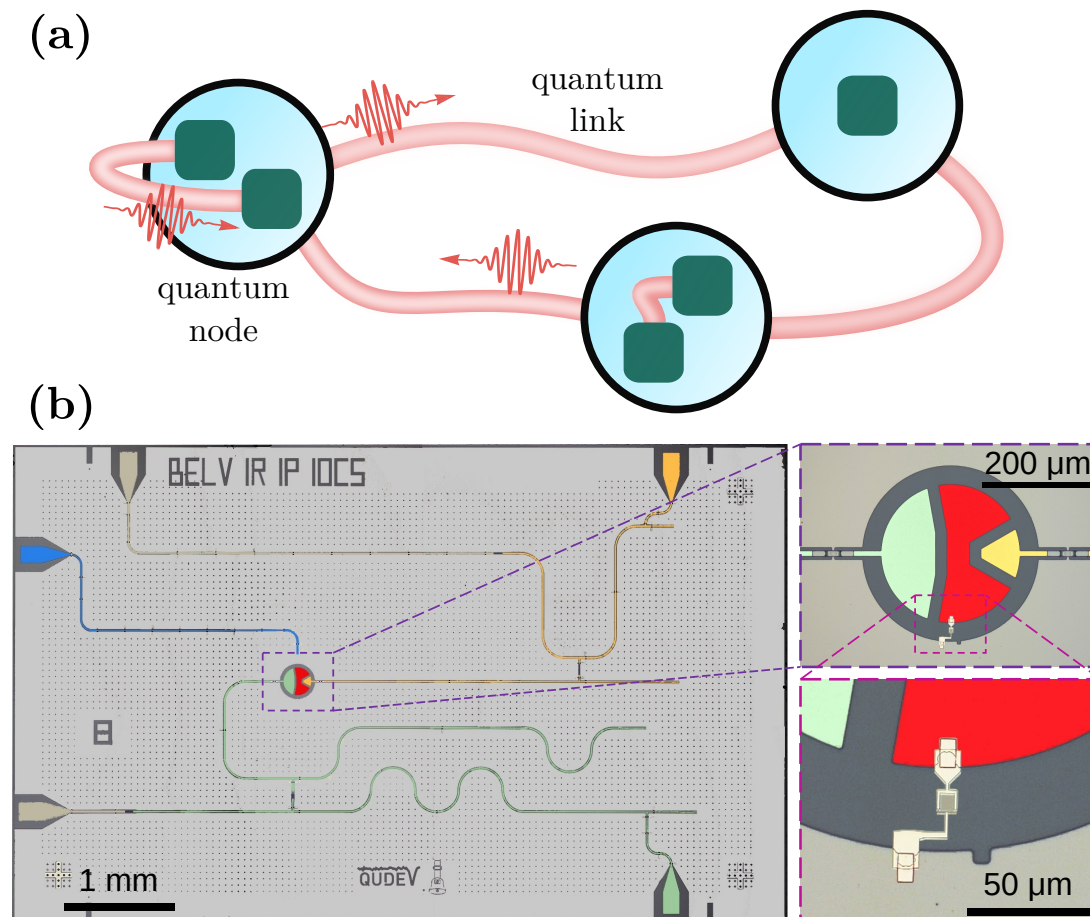 (a)
quantum
link
quantum
node
(b)
BELV IR IP IOCS
200 μm
8
1 mm
QUDEV
50 μm